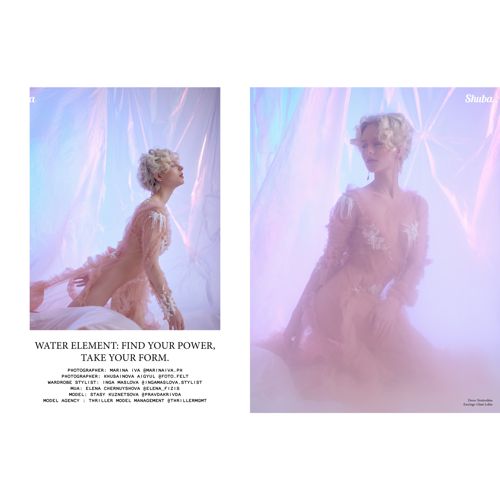 a
Shuba.
WATER ELEMENT: FIND YOUR POWER,
TAKE YOUR FORM.
PHOTOGRAPHER: MARINA IVA @MARINAIVA.PH
PHOTOGRAPHER: KHUSAINOVA AIGYUL @FOTO.FELT
WARDROBE STYLIST: INGA MASLOVA @INGAMASLOVA.STYLIST
MUA: ELENA CHERNUYSHOVA @ELENA_FIZIS
MODEL: STASY KUZNETSOVA @PRAVDAKRIVDA
MODEL AGENCY : THRILLER MODEL MANAGEMENT @THRILLERMGMT